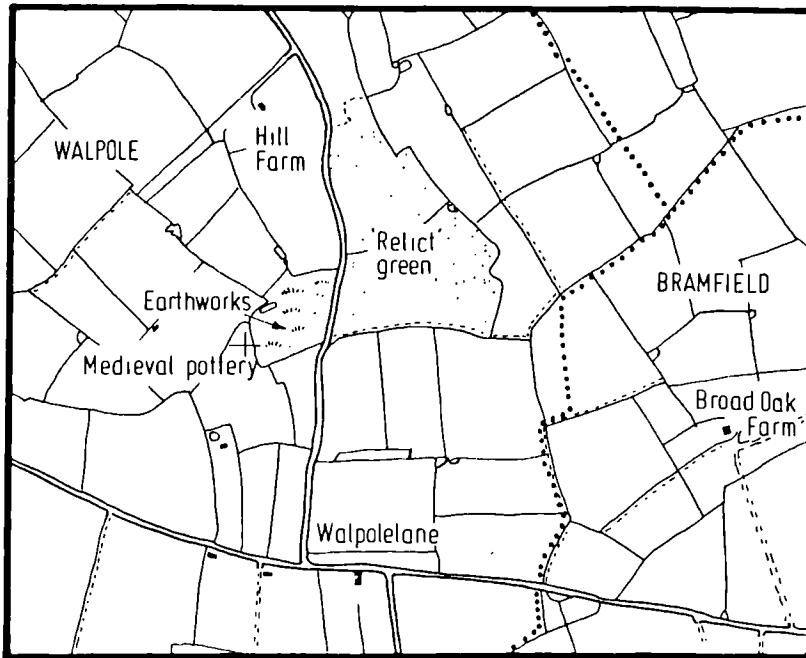 WALPOLE
Hill
Farm
'Relict'
green
Earthworks
BRAMFIELD
Medieval pottery
Broad Oak
Farm
Walpolelane